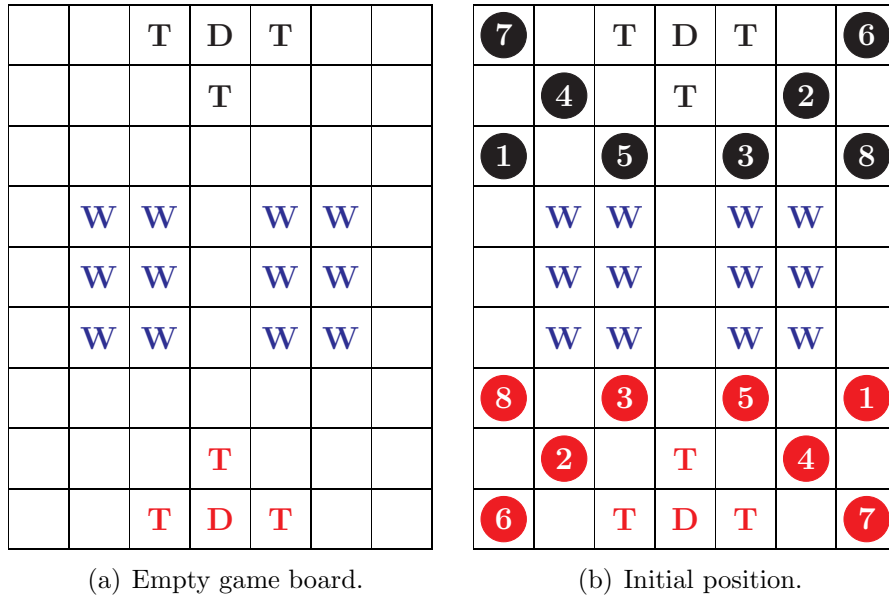 T D T
T
W W W W
W W W W
W W W W
T
T D T
(a) Empty game board.
7 T D T 6
4 T 2
1 5 3 8
W W W W
W W W W
W W W W
8 3 5 1
2 T 4
6 T D T 7
(b) Initial position.